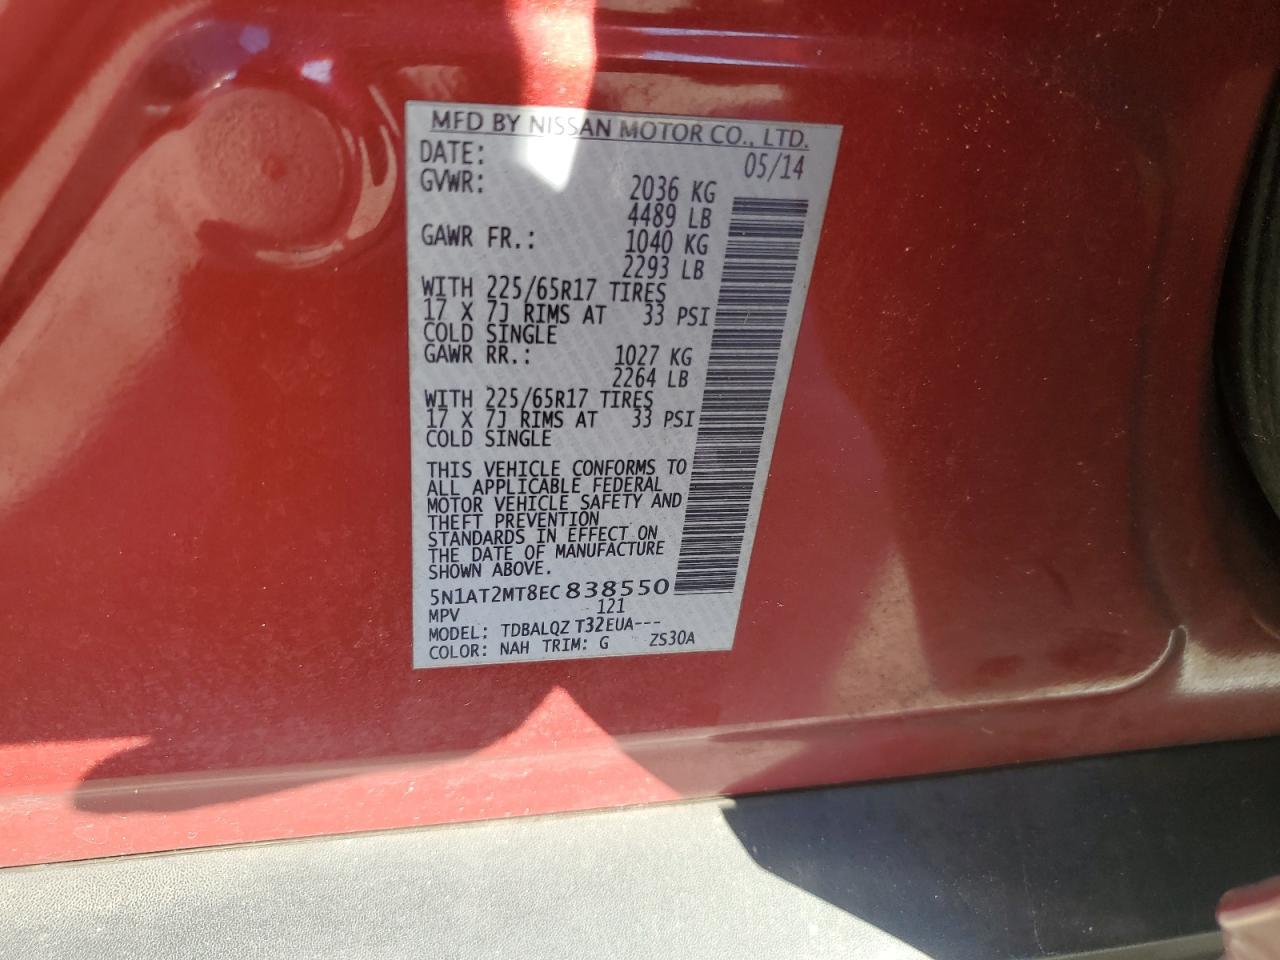 MFD BY NISSAN MOTOR CO., LTD.
DATE: 05/14
GVWR: 2036 KG
4489 LB
GAWR FR.: 1040 KG
2293 LB
WITH 225/65R17 TIRES
17 X 7J RIMS AT 33 PSI
COLD SINGLE
GAWR RR.: 1027 KG
2264 LB
WITH 225/65R17 TIRES
17 X 7J RIMS AT 33 PSI
COLD SINGLE
THIS VEHICLE CONFORMS TO
ALL APPLICABLE FEDERAL
MOTOR VEHICLE SAFETY AND
THEFT PREVENTION
STANDARDS IN EFFECT ON
THE DATE OF MANUFACTURE
SHOWN ABOVE.
5N1AT2MT8EC838550
MPV 121
MODEL: TDBALQZ T32EUA---
COLOR: NAH TRIM: G ZS30A